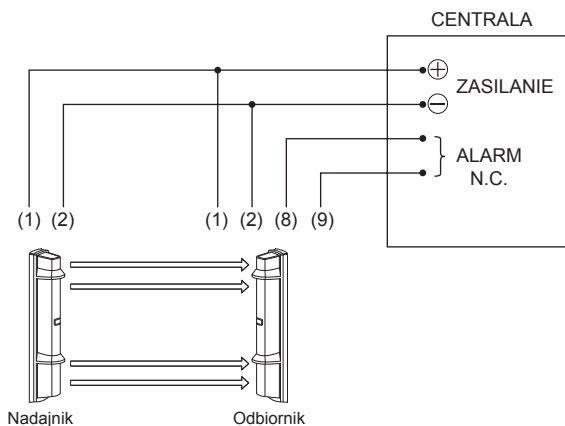 CENTRALA
+
ZASILANIE
−
ALARM
N.C.
(1) (2) (1) (2) (8) (9)
Nadajnik Odbiornik